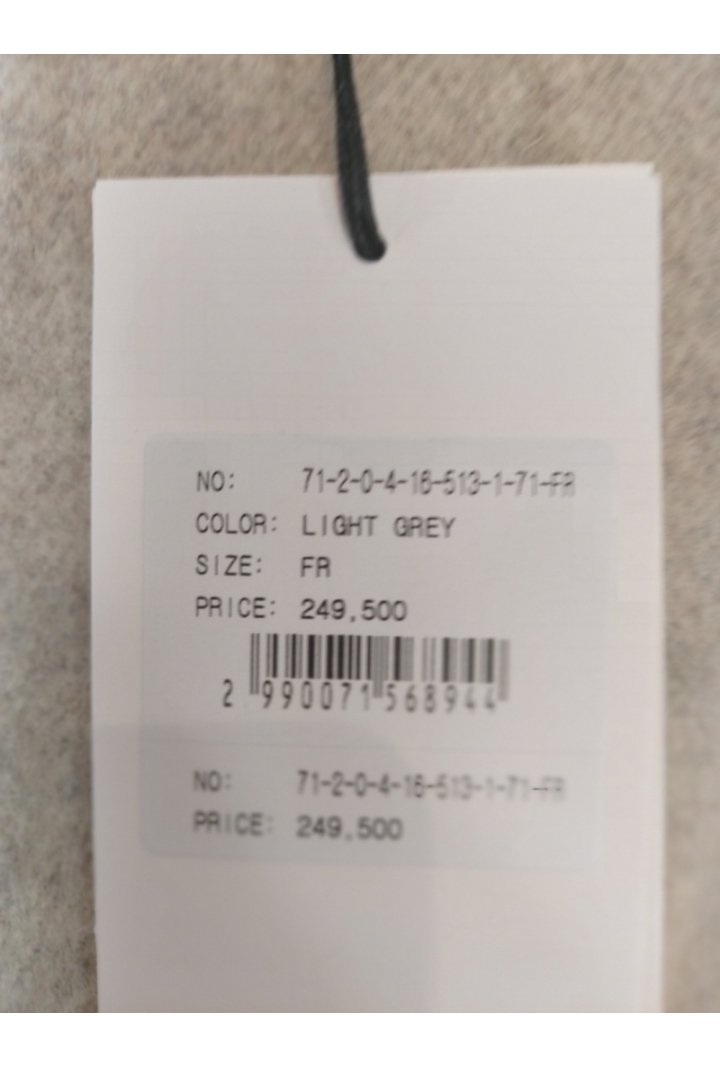 NO: 71-2-0-4-16-513-1-71-FR
COLOR: LIGHT GREY
SIZE: FR
PRICE: 249,500
2 990071 568944
NO: 71-2-0-4-16-513-1-71-FR
PRICE: 249,500